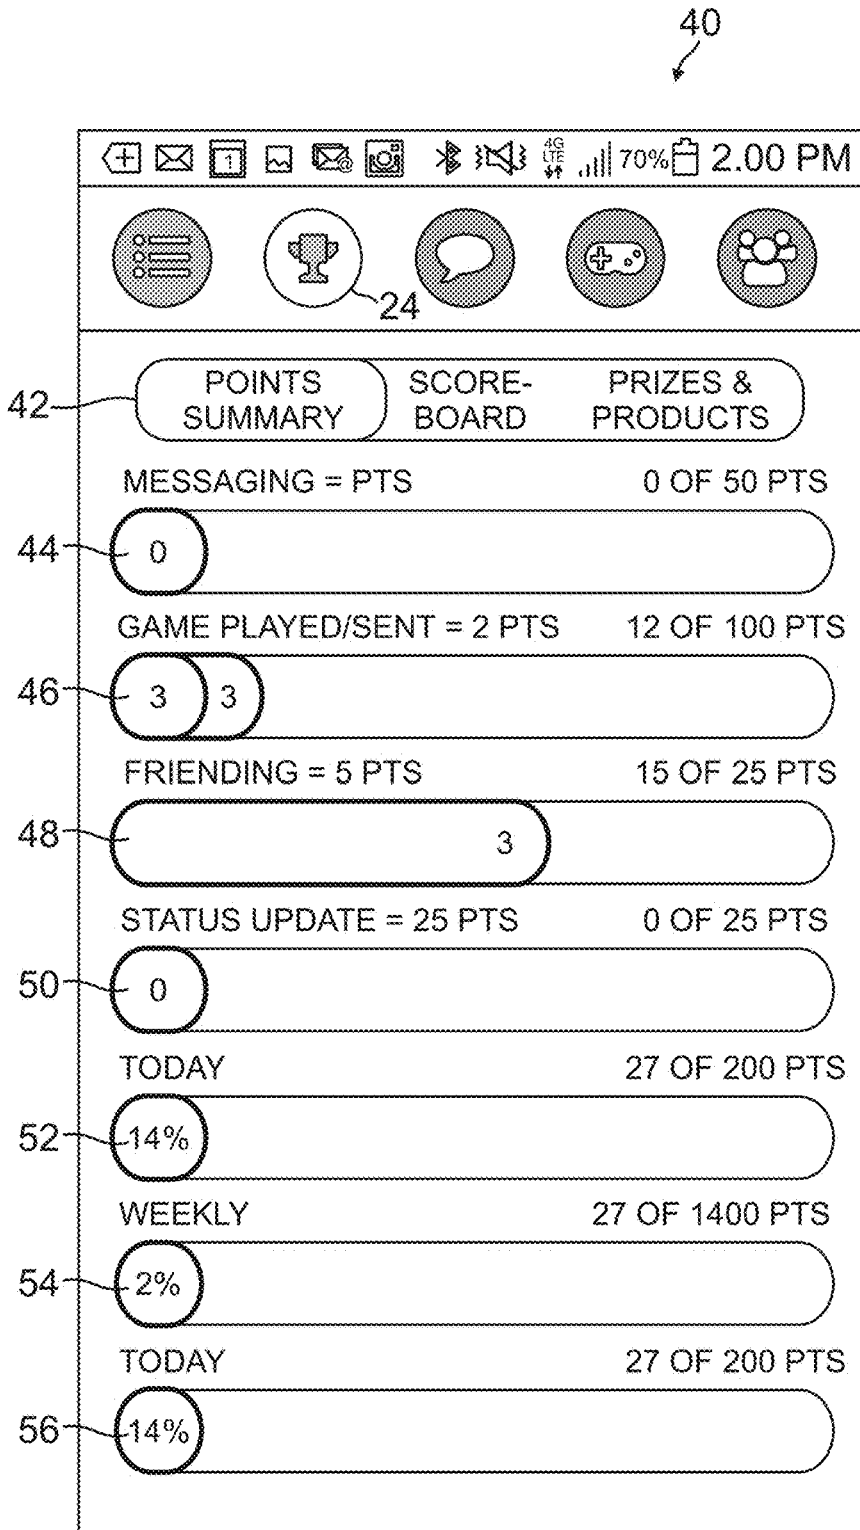 40
1 @ 4G LTE 70% 2.00 PM
24
42 POINTS SUMMARY SCORE-BOARD PRIZES & PRODUCTS
MESSAGING = PTS 0 OF 50 PTS
44 0
GAME PLAYED/SENT = 2 PTS 12 OF 100 PTS
46 3 3
FRIENDING = 5 PTS 15 OF 25 PTS
48 3
STATUS UPDATE = 25 PTS 0 OF 25 PTS
50 0
TODAY 27 OF 200 PTS
52 14%
WEEKLY 27 OF 1400 PTS
54 2%
TODAY 27 OF 200 PTS
56 14%